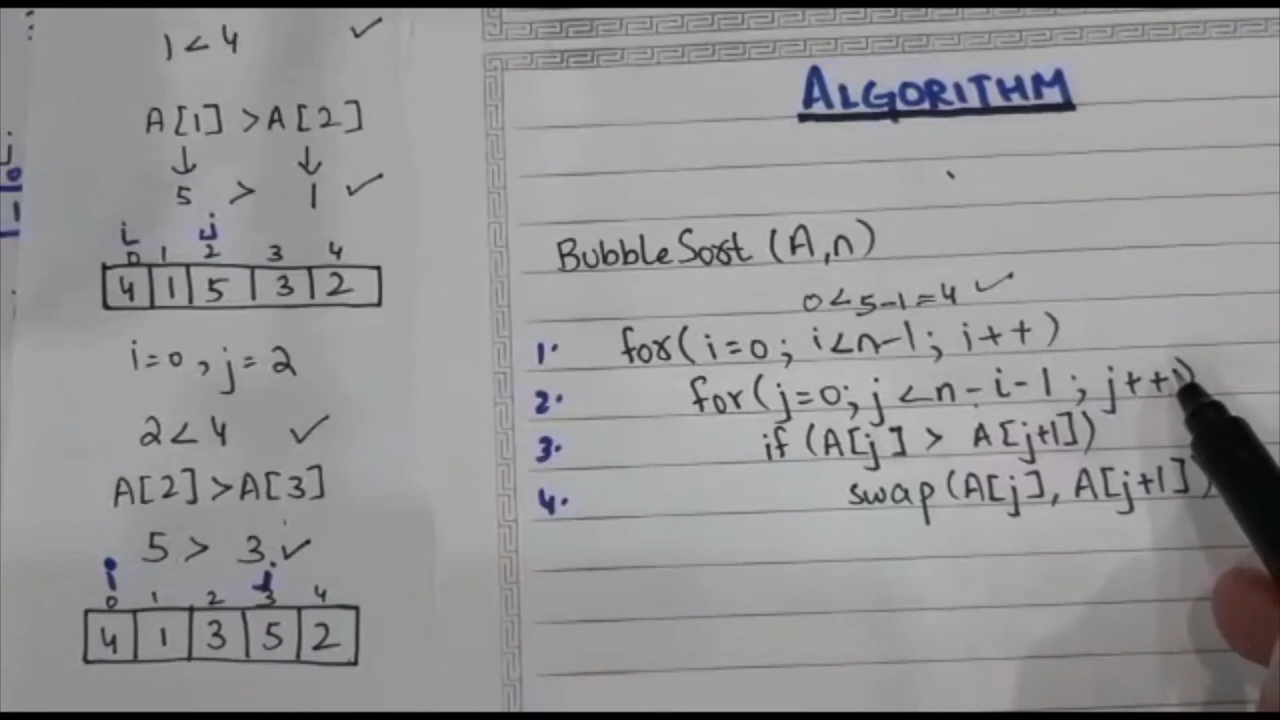 1 < 4 ✓
A[1] > A[2]
↓ ↓
5 > 1 ✓
i j
0 1 2 3 4
4 1 5 3 2
i=0, j=2
2 < 4 ✓
A[2] > A[3]
5 > 3 ✓
i j
0 1 2 3 4
4 1 3 5 2
ALGORITHM
BubbleSort (A,n)
0 < 5-1 = 4 ✓
1. for( i=0; i<n-1; i++)
2. for( j=0; j<n-i-1; j++)
3. if (A[j] > A[j+1])
4. swap (A[j], A[j+1])